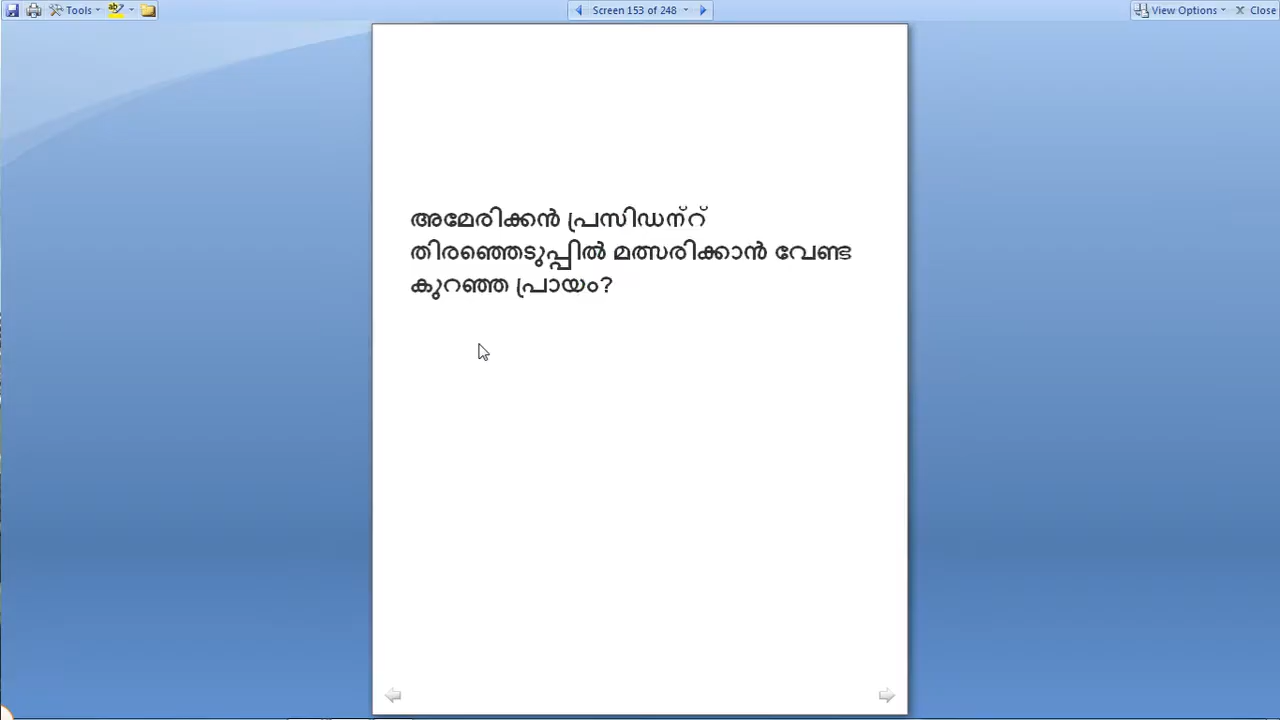 Tools
Screen 153 of 248
View Options
Close
അമേരിക്കൻ പ്രസിഡന്റ്
തിരഞ്ഞെടുപ്പിൽ മത്സരിക്കാൻ വേണ്ട
കുറഞ്ഞ പ്രായം?